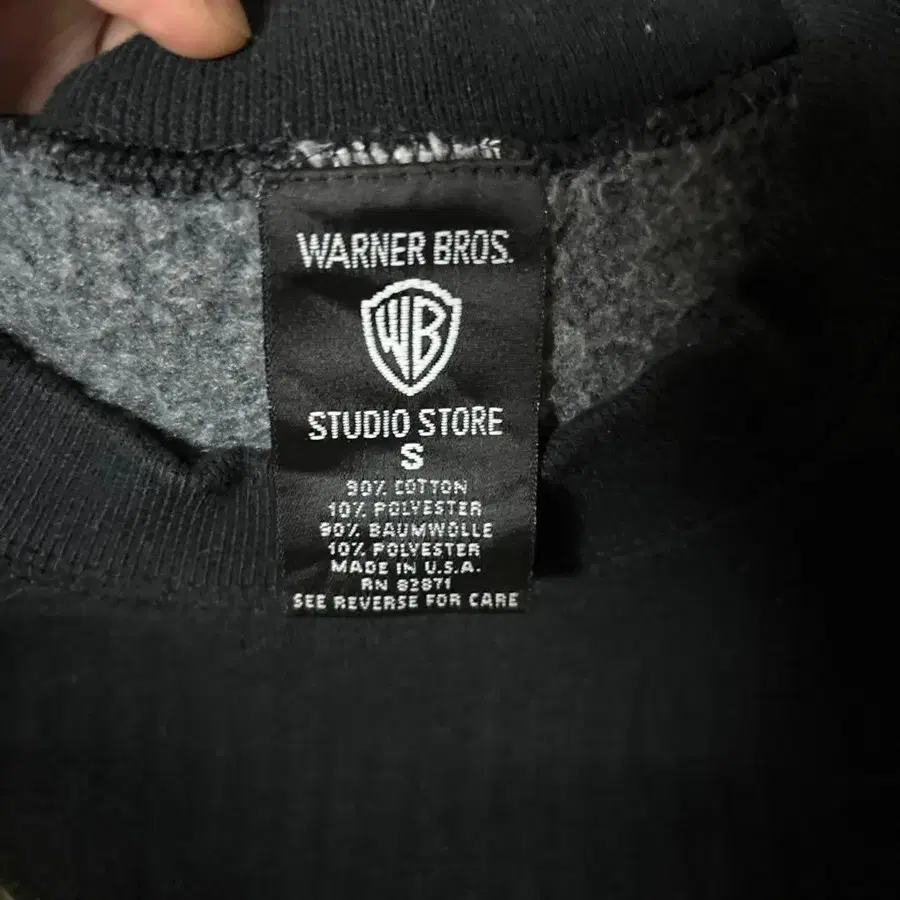 WARNER BROS.
WB
STUDIO STORE
S
90% COTTON
10% POLYESTER
90% BAUMWOLLE
10% POLYESTER
MADE IN U.S.A.
RN 82871
SEE REVERSE FOR CARE